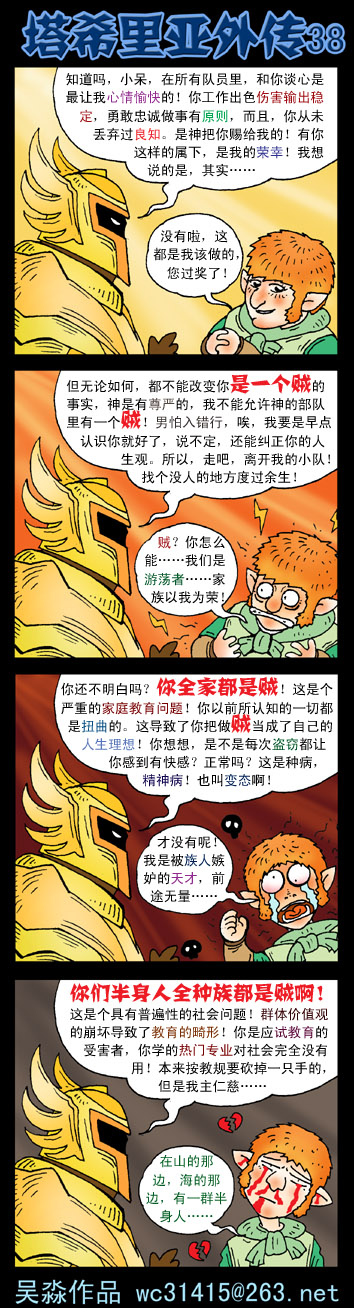 塔希里亚外传38
知道吗，小呆，在所有队员里，和你谈心是
最让我心情愉快的！你工作出色伤害输出稳
定，勇敢忠诚做事有原则，而且，你从未
丢弃过良知。是神把你赐给我的！有你
这样的属下，是我的荣幸！我想
说的是，其实……
没有啦，这
都是我该做的，
您过奖了！
但无论如何，都不能改变你是一个贼的
事实，神是有尊严的，我不能允许神的部队
里有一个贼！男怕入错行，唉，我要是早点
认识你就好了，说不定，还能纠正你的人
生观。所以，走吧，离开我的小队！
找个没人的地方度过余生！
贼？你怎么
能……我们是
游荡者……家
族以我为荣！
你还不明白吗？你全家都是贼！这是个
严重的家庭教育问题！你以前所认知的一切都
是扭曲的。这导致了你把做贼当成了自己的
人生理想！你想想，是不是每次盗窃都让
你感到有快感？正常吗？这是种病，
精神病！也叫变态啊！
才没有呢！
我是被族人嫉
妒的天才，前
途无量……
你们半身人全种族都是贼啊！
这是个具有普遍性的社会问题！群体价值观
的崩坏导致了教育的畸形！你是应试教育的
受害者，你学的热门专业对社会完全没有
用！本来按教规要砍掉一只手的，
但是我主仁慈……
在山的那
边，海的那
边，有一群半
身人……
吴淼作品 wc31415@263.net